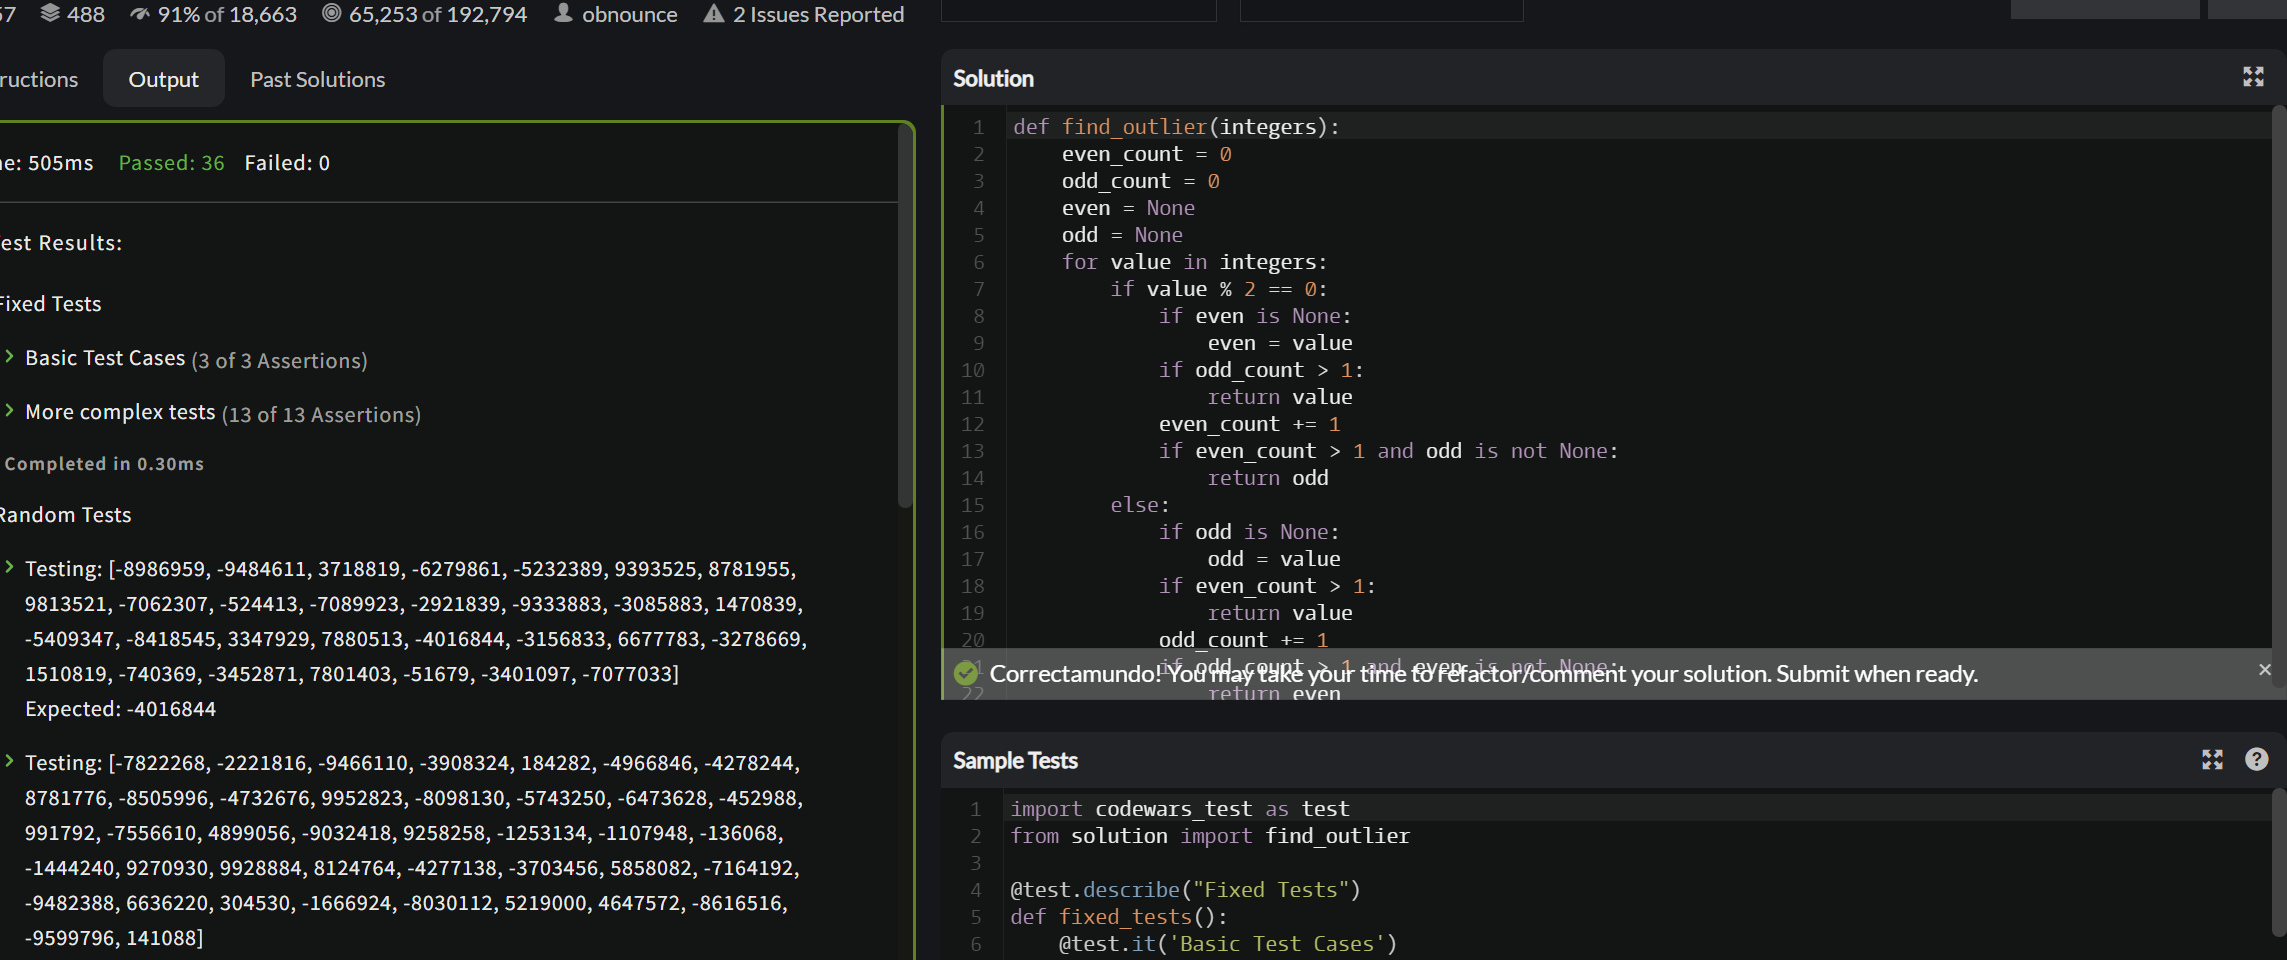 57 488 91% of 18,663 65,253 of 192,794 obnounce 2 Issues Reported
ructions Output Past Solutions
ne: 505ms Passed: 36 Failed: 0
est Results:
Fixed Tests
Basic Test Cases (3 of 3 Assertions)
More complex tests (13 of 13 Assertions)
Completed in 0.30ms
Random Tests
Testing: [-8986959, -9484611, 3718819, -6279861, -5232389, 9393525, 8781955,
9813521, -7062307, -524413, -7089923, -2921839, -9333883, -3085883, 1470839,
-5409347, -8418545, 3347929, 7880513, -4016844, -3156833, 6677783, -3278669,
1510819, -740369, -3452871, 7801403, -51679, -3401097, -7077033]
Expected: -4016844
Testing: [-7822268, -2221816, -9466110, -3908324, 184282, -4966846, -4278244,
8781776, -8505996, -4732676, 9952823, -8098130, -5743250, -6473628, -452988,
991792, -7556610, 4899056, -9032418, 9258258, -1253134, -1107948, -136068,
-1444240, 9270930, 9928884, 8124764, -4277138, -3703456, 5858082, -7164192,
-9482388, 6636220, 304530, -1666924, -8030112, 5219000, 4647572, -8616516,
-9599796, 141088]
Solution
1 def find_outlier(integers):
2     even_count = 0
3     odd_count = 0
4     even = None
5     odd = None
6     for value in integers:
7         if value % 2 == 0:
8             if even is None:
9                 even = value
10             if odd_count > 1:
11                 return value
12             even_count += 1
13             if even_count > 1 and odd is not None:
14                 return odd
15         else:
16             if odd is None:
17                 odd = value
18             if even_count > 1:
19                 return value
20             odd_count += 1
21             if odd_count > 1 and even is not None:
Correctamundo! You may take your time to refactor/comment your solution. Submit when ready.
22                 return even
Sample Tests
1 import codewars_test as test
2 from solution import find_outlier
3
4 @test.describe("Fixed Tests")
5 def fixed_tests():
6     @test.it('Basic Test Cases')